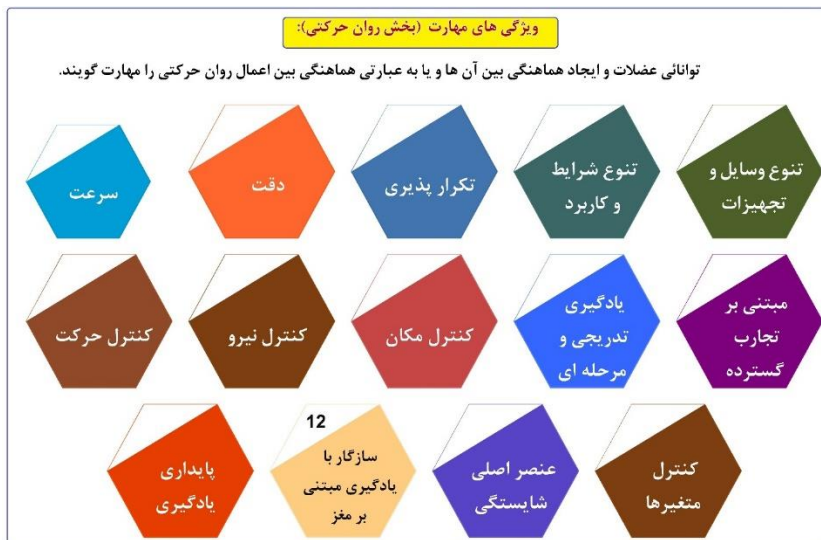 ویژگی های مهارت (بخش روان حرکتی):
توانائی عضلات و ایجاد هماهنگی بین آن ها و یا به عبارتی هماهنگی بین اعمال روان حرکتی را مهارت گویند.
تنوع وسایل و
تجهیزات
تنوع شرایط
و کاربرد
تکرار پذیری
دقت
سرعت
مبتنی بر
تجارب
گسترده
یادگیری
تدریجی و
مرحله ای
کنترل مکان
کنترل نیرو
کنترل حرکت
کنترل
متغیرها
عنصر اصلی
شایستگی
12
سازگار با
یادگیری مبتنی
بر مغز
پایداری
یادگیری